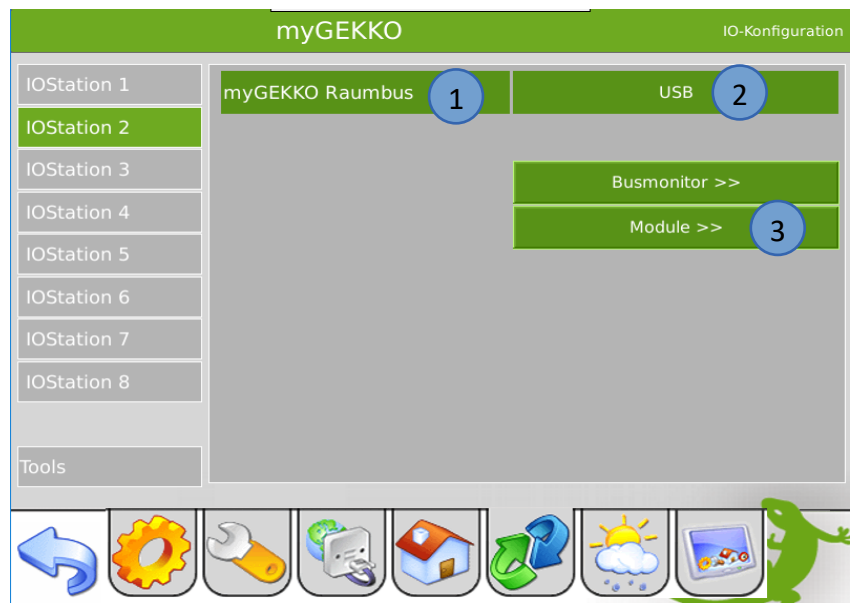 myGEKKO
IO-Konfiguration
IOStation 1
IOStation 2
IOStation 3
IOStation 4
IOStation 5
IOStation 6
IOStation 7
IOStation 8
Tools
myGEKKO Raumbus 1
USB 2
Busmonitor >>
Module >> 3